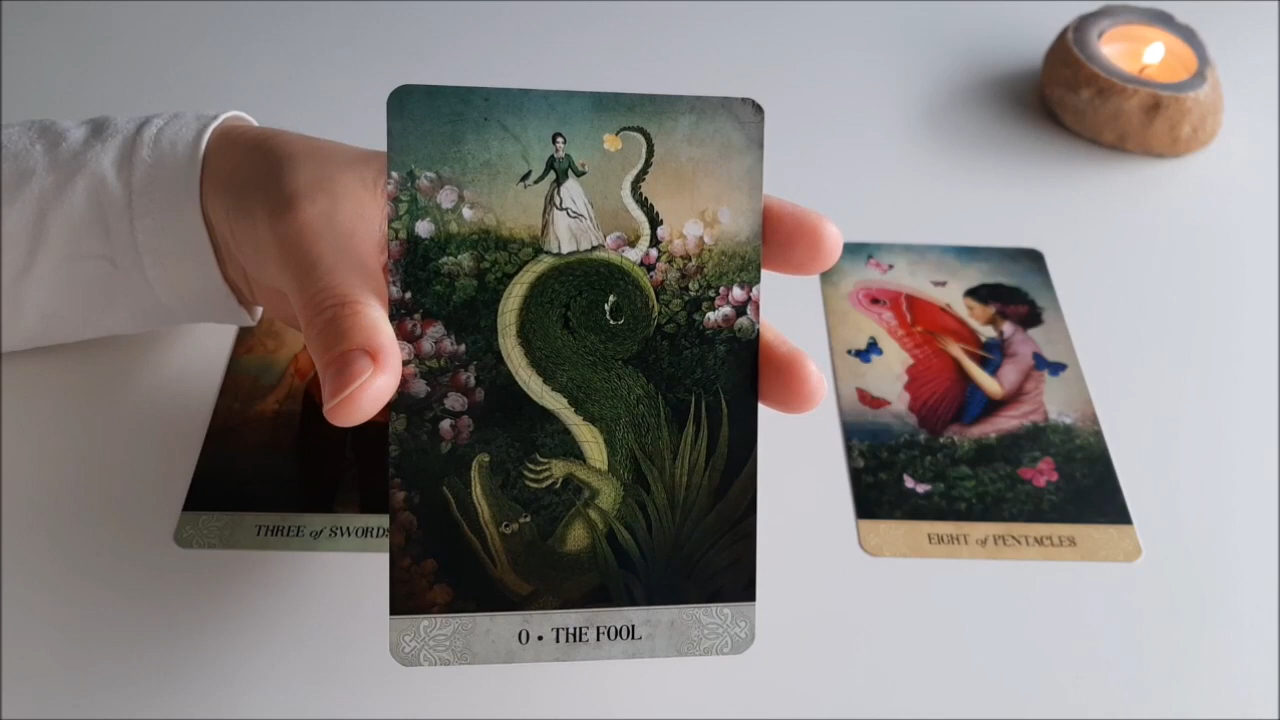 THREE of SWORDS
0 • THE FOOL
EIGHT of PENTACLES